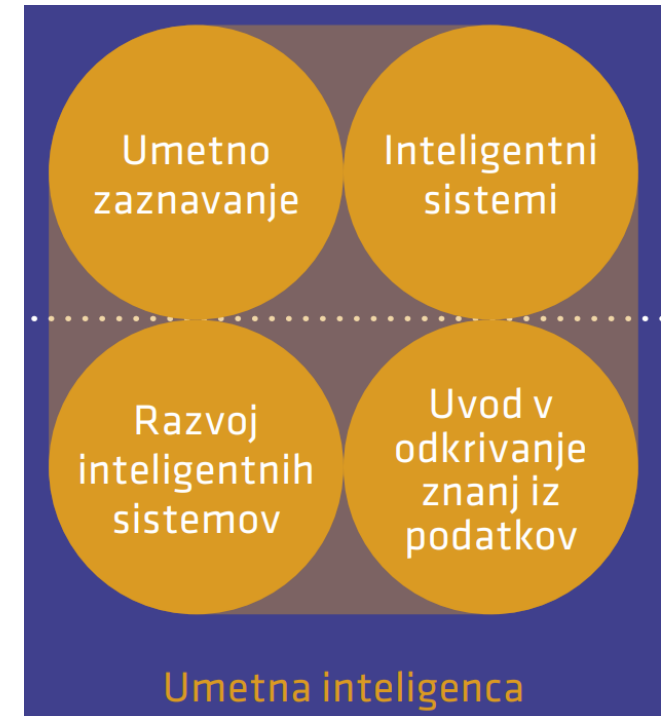 Umetno
zaznavanje
Inteligentni
sistemi
Razvoj
inteligentnih
sistemov
Uvod v
odkrivanje
znanj iz
podatkov
Umetna inteligenca